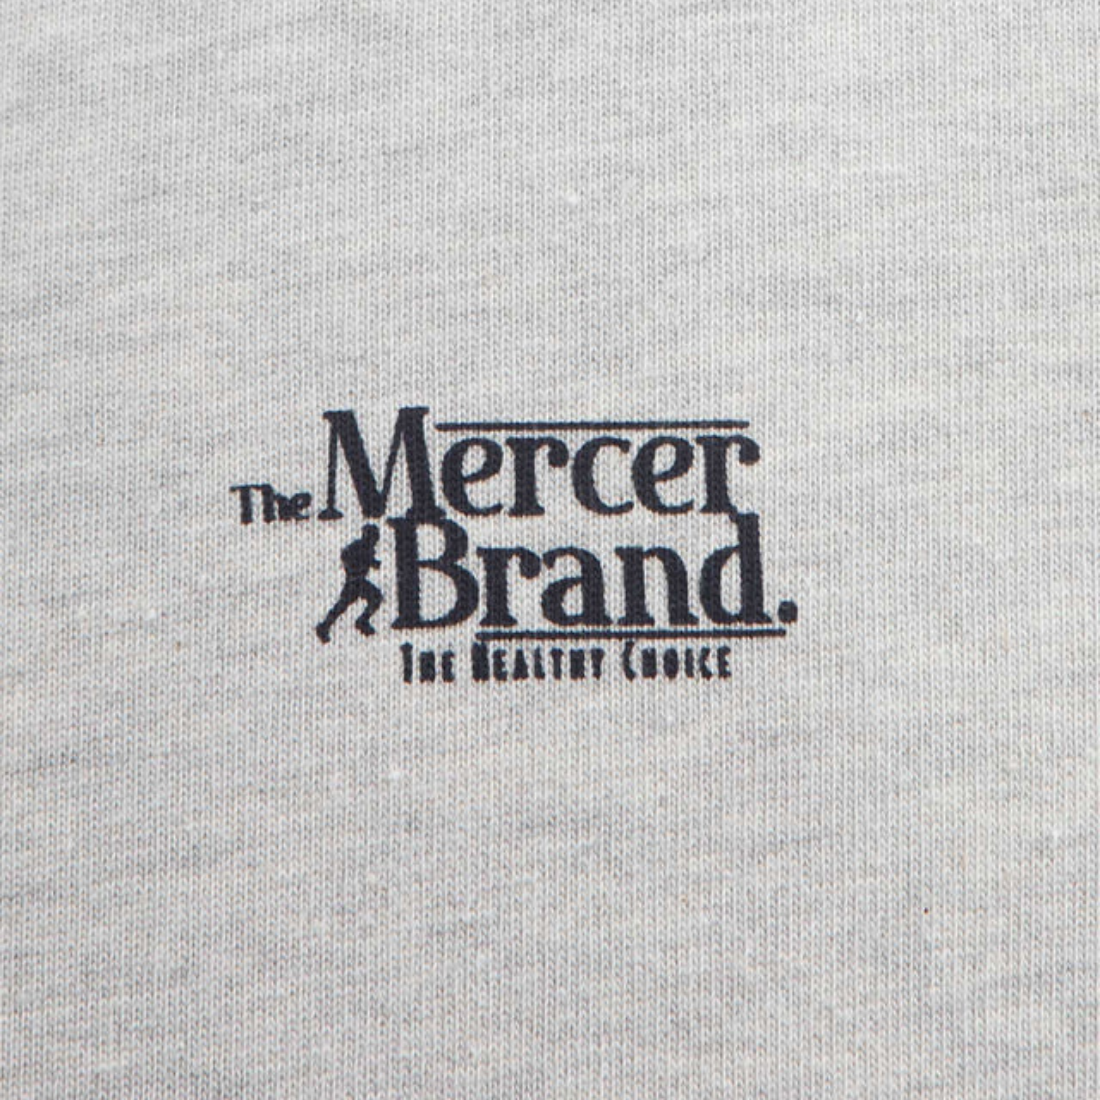 The Mercer
Brand.
THE HEALTHY CHOICE